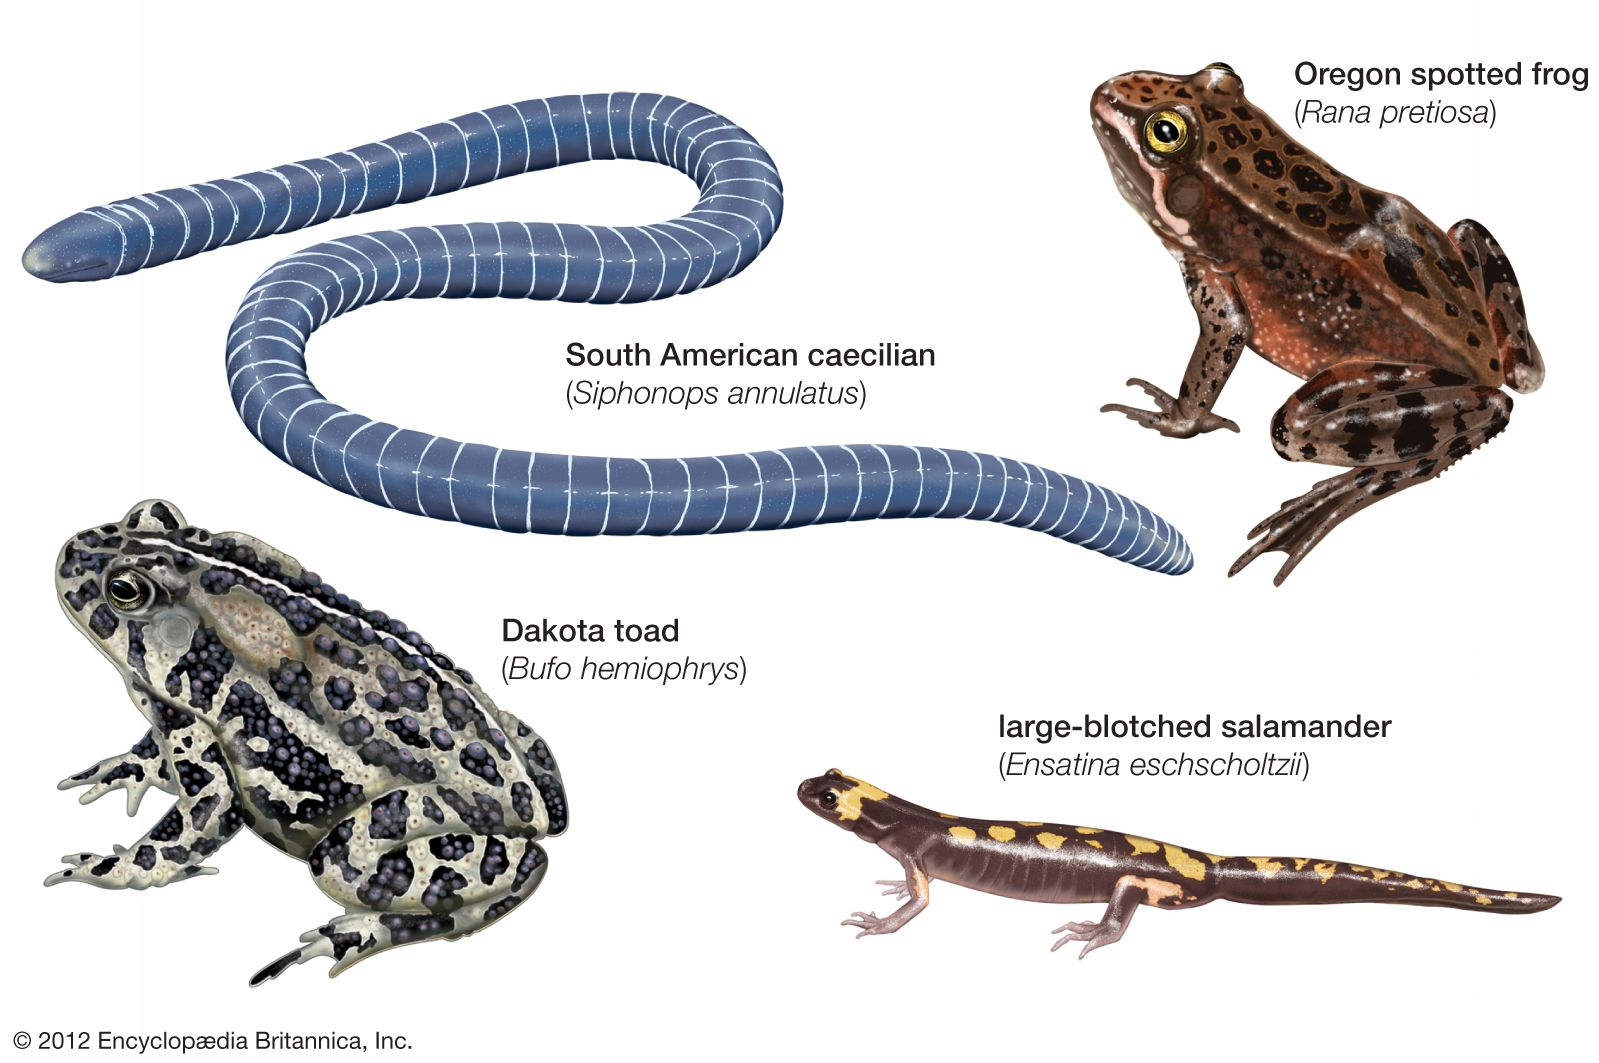 Oregon spotted frog
(Rana pretiosa)
South American caecilian
(Siphonops annulatus)
Dakota toad
(Bufo hemiophrys)
large-blotched salamander
(Ensatina eschscholtzii)
© 2012 Encyclopædia Britannica, Inc.